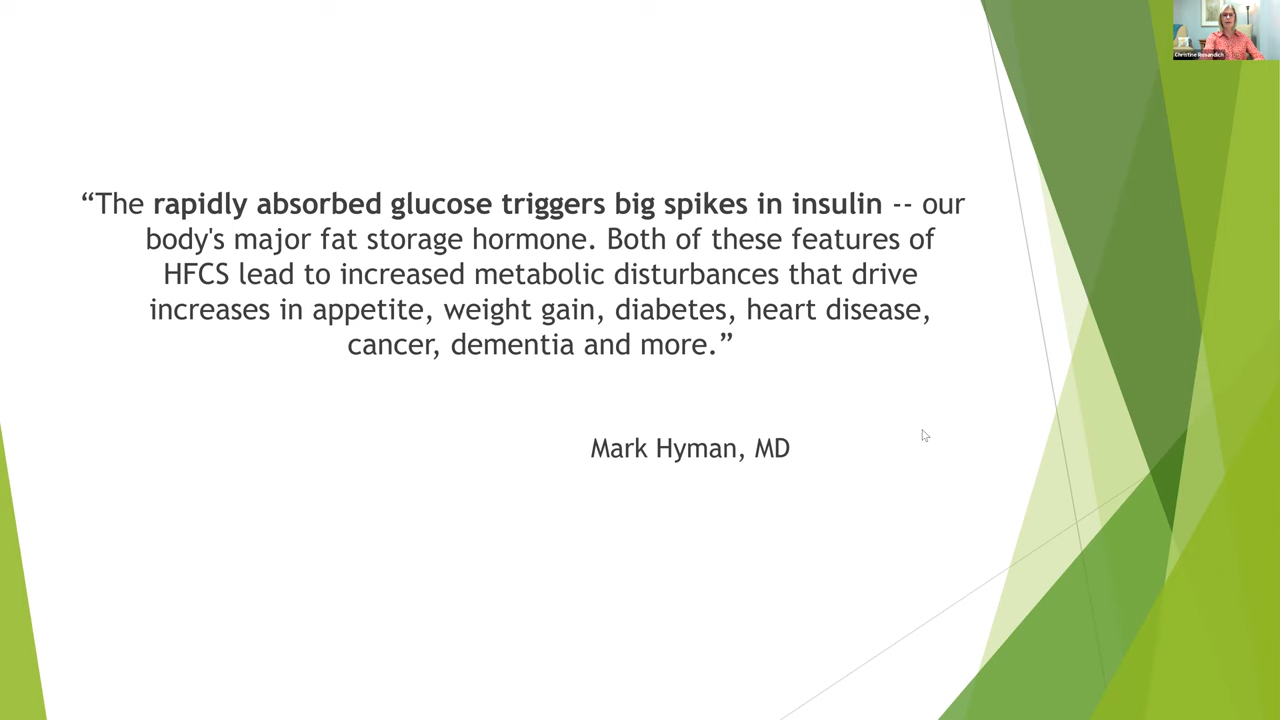 “The rapidly absorbed glucose triggers big spikes in insulin -- our
body's major fat storage hormone. Both of these features of
HFCS lead to increased metabolic disturbances that drive
increases in appetite, weight gain, diabetes, heart disease,
cancer, dementia and more.”
Mark Hyman, MD
Christine Rosandich